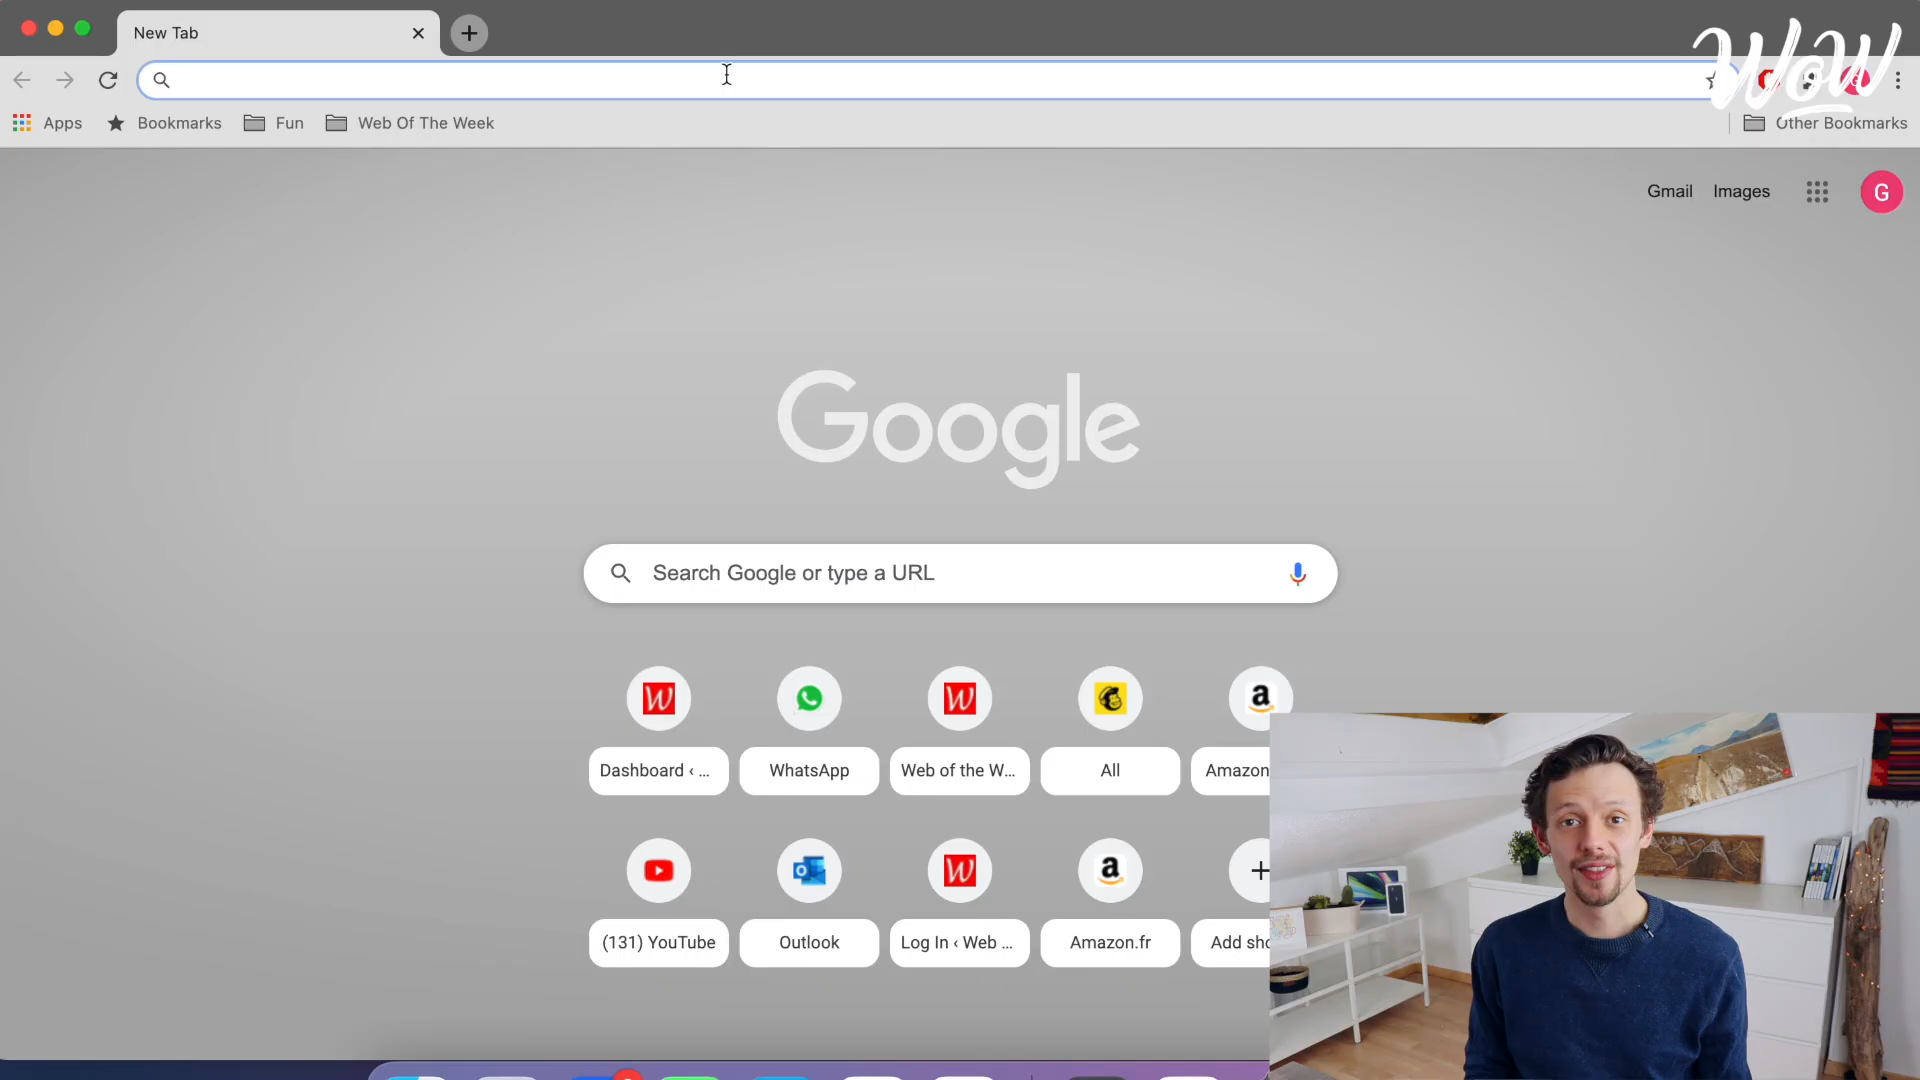 New Tab
WOW
Apps
Bookmarks
Fun
Web Of The Week
Other Bookmarks
Gmail
Images
G
Google
Search Google or type a URL
Dashboard ‹ ...
WhatsApp
Web of the W...
All
Amazon
(131) YouTube
Outlook
Log In ‹ Web ...
Amazon.fr
Add sho